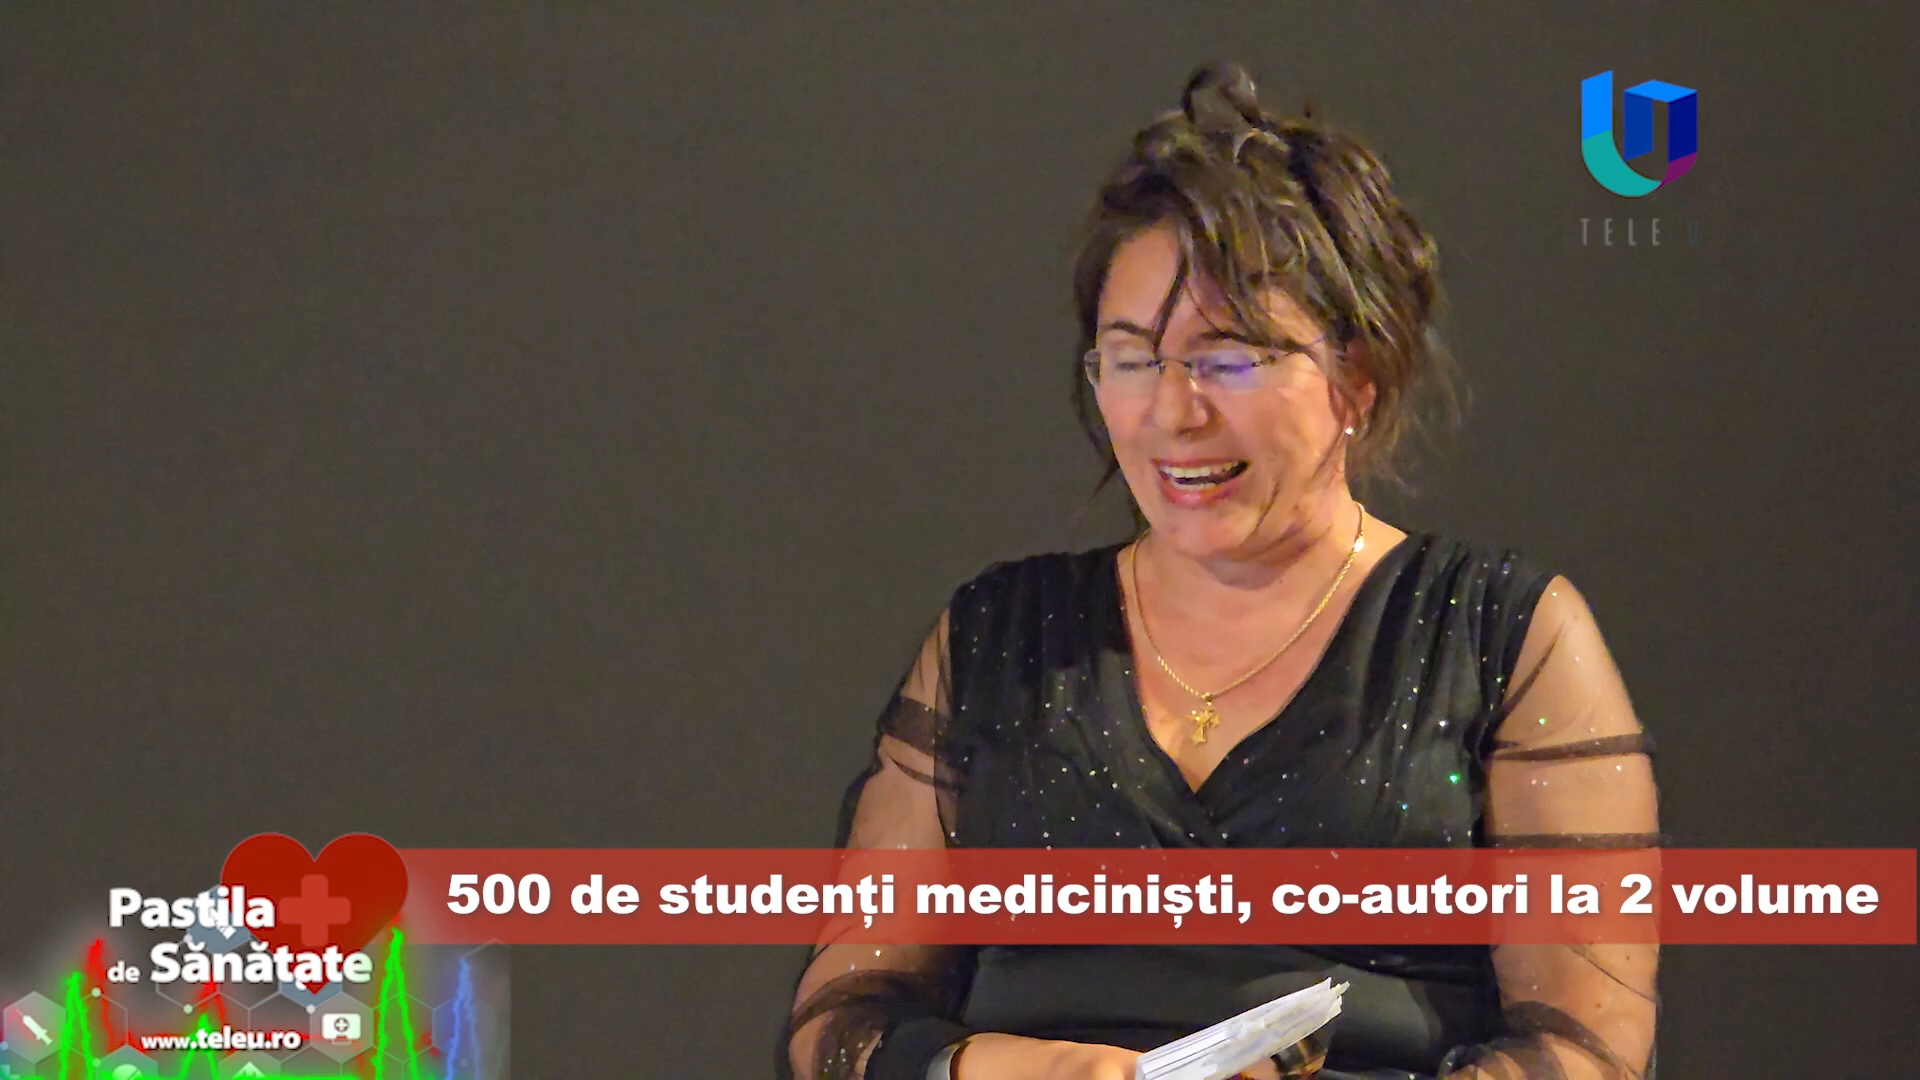 TELE U
500 de studenți mediciniști, co-autori la 2 volume
Pastila
de Sănătate
www.teleu.ro